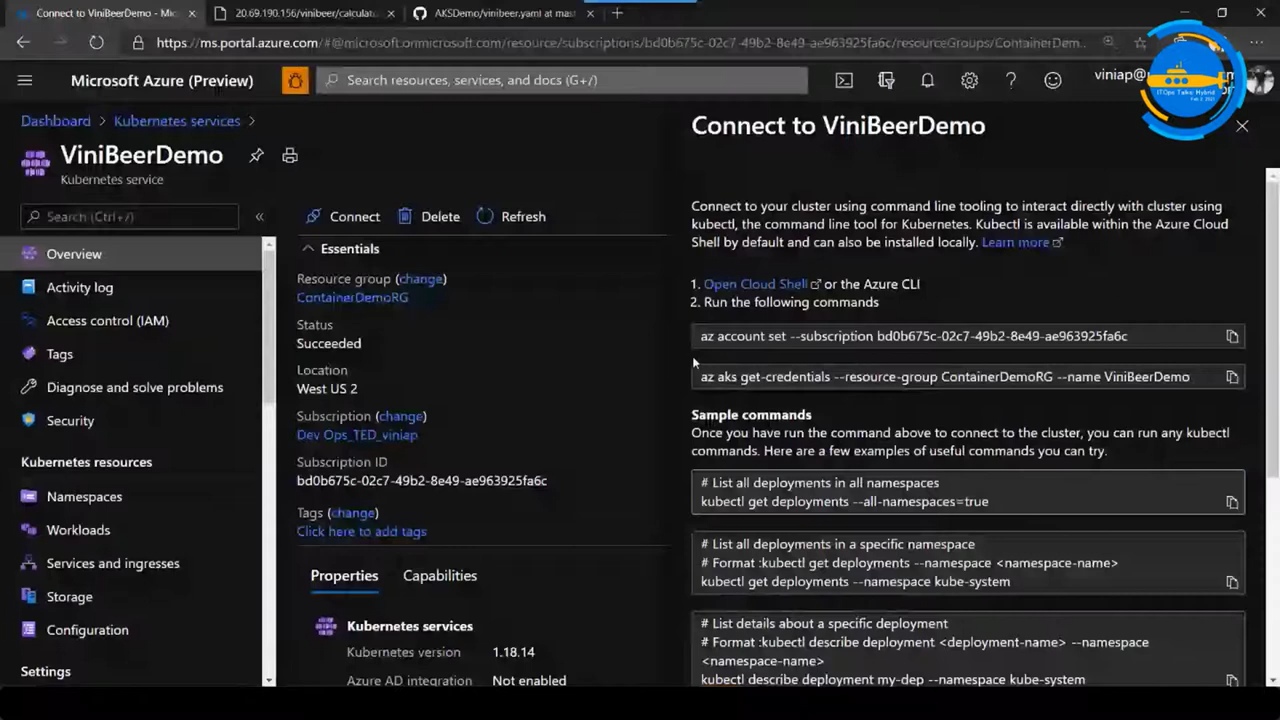 Connect to ViniBeerDemo - Mic
20.69.190.156/vinibeer/calculat
AKSDemo/vinibeer.yaml at mast
https://ms.portal.azure.com/#@microsoft.onmicrosoft.com/resource/subscriptions/bd0b675c-02c7-49b2-8e49-ae963925fa6c/resourceGroups/ContainerDem...
Microsoft Azure (Preview)
Search resources, services, and docs (G+/)
viniap@
ITOps Talks: Hybrid
Feb 2, 2021
Dashboard > Kubernetes services >
ViniBeerDemo
Kubernetes service
Search (Ctrl+/)
«
Overview
Activity log
Access control (IAM)
Tags
Diagnose and solve problems
Security
Kubernetes resources
Namespaces
Workloads
Services and ingresses
Storage
Configuration
Settings
Connect
Delete
Refresh
Essentials
Resource group (change)
ContainerDemoRG
Status
Succeeded
Location
West US 2
Subscription (change)
Dev Ops_TED_viniap
Subscription ID
bd0b675c-02c7-49b2-8e49-ae963925fa6c
Tags (change)
Click here to add tags
Properties
Capabilities
Kubernetes services
Kubernetes version
1.18.14
Azure AD integration
Not enabled
Connect to ViniBeerDemo
Connect to your cluster using command line tooling to interact directly with cluster using
kubectl, the command line tool for Kubernetes. Kubectl is available within the Azure Cloud
Shell by default and can also be installed locally. Learn more
1. Open Cloud Shell or the Azure CLI
2. Run the following commands
az account set --subscription bd0b675c-02c7-49b2-8e49-ae963925fa6c
az aks get-credentials --resource-group ContainerDemoRG --name ViniBeerDemo
Sample commands
Once you have run the command above to connect to the cluster, you can run any kubectl
commands. Here are a few examples of useful commands you can try.
# List all deployments in all namespaces
kubectl get deployments --all-namespaces=true
# List all deployments in a specific namespace
# Format :kubectl get deployments --namespace <namespace-name>
kubectl get deployments --namespace kube-system
# List details about a specific deployment
# Format :kubectl describe deployment <deployment-name> --namespace
<namespace-name>
kubectl describe deployment my-dep --namespace kube-system